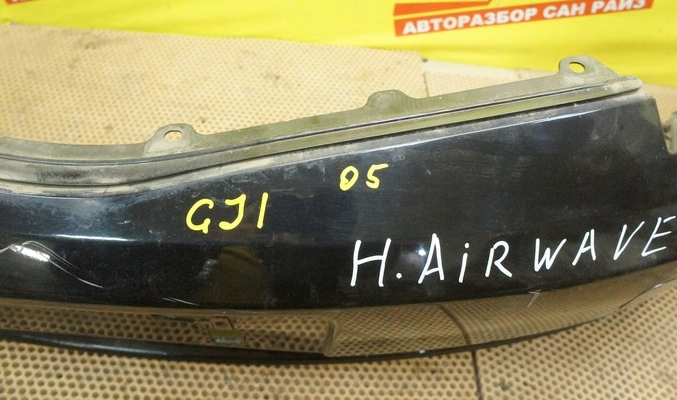 АВТОРАЗБОР САН РАЙЗ
05
GJ1
H. AiRWAVE